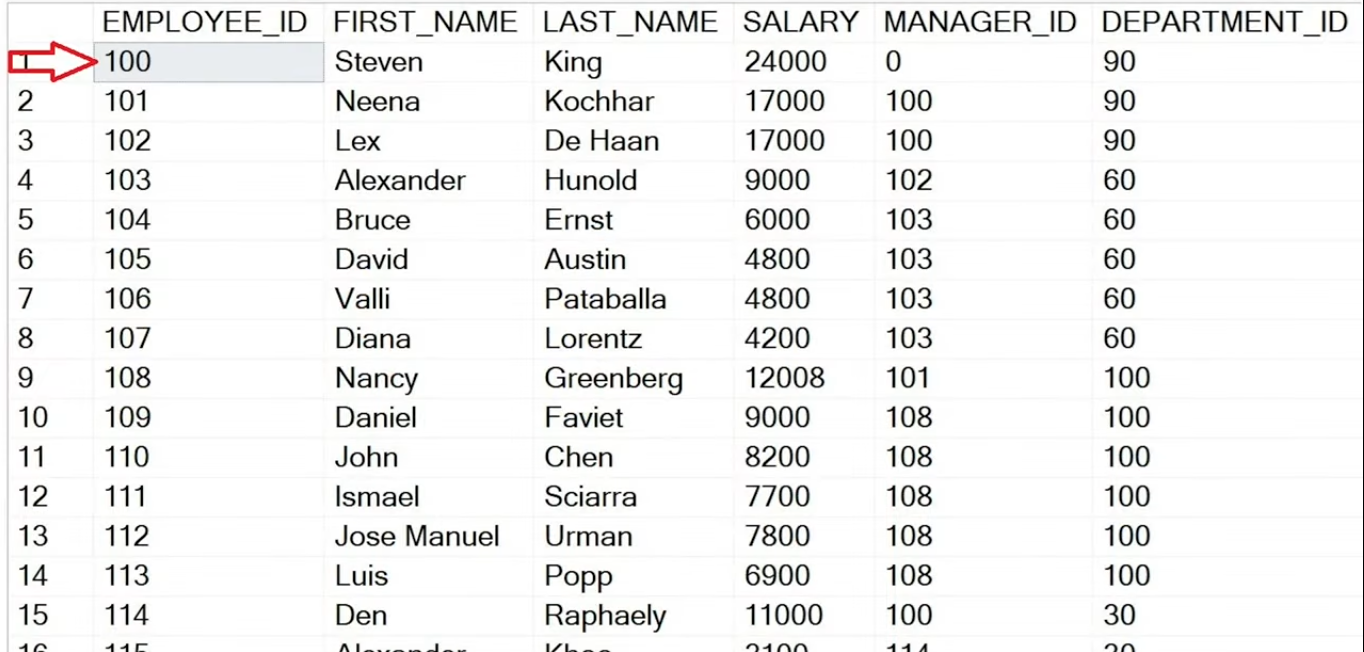 EMPLOYEE_ID FIRST_NAME LAST_NAME SALARY MANAGER_ID DEPARTMENT_ID
1 100 Steven King 24000 0 90
2 101 Neena Kochhar 17000 100 90
3 102 Lex De Haan 17000 100 90
4 103 Alexander Hunold 9000 102 60
5 104 Bruce Ernst 6000 103 60
6 105 David Austin 4800 103 60
7 106 Valli Pataballa 4800 103 60
8 107 Diana Lorentz 4200 103 60
9 108 Nancy Greenberg 12008 101 100
10 109 Daniel Faviet 9000 108 100
11 110 John Chen 8200 108 100
12 111 Ismael Sciarra 7700 108 100
13 112 Jose Manuel Urman 7800 108 100
14 113 Luis Popp 6900 108 100
15 114 Den Raphaely 11000 100 30
16 115 Alexander 114